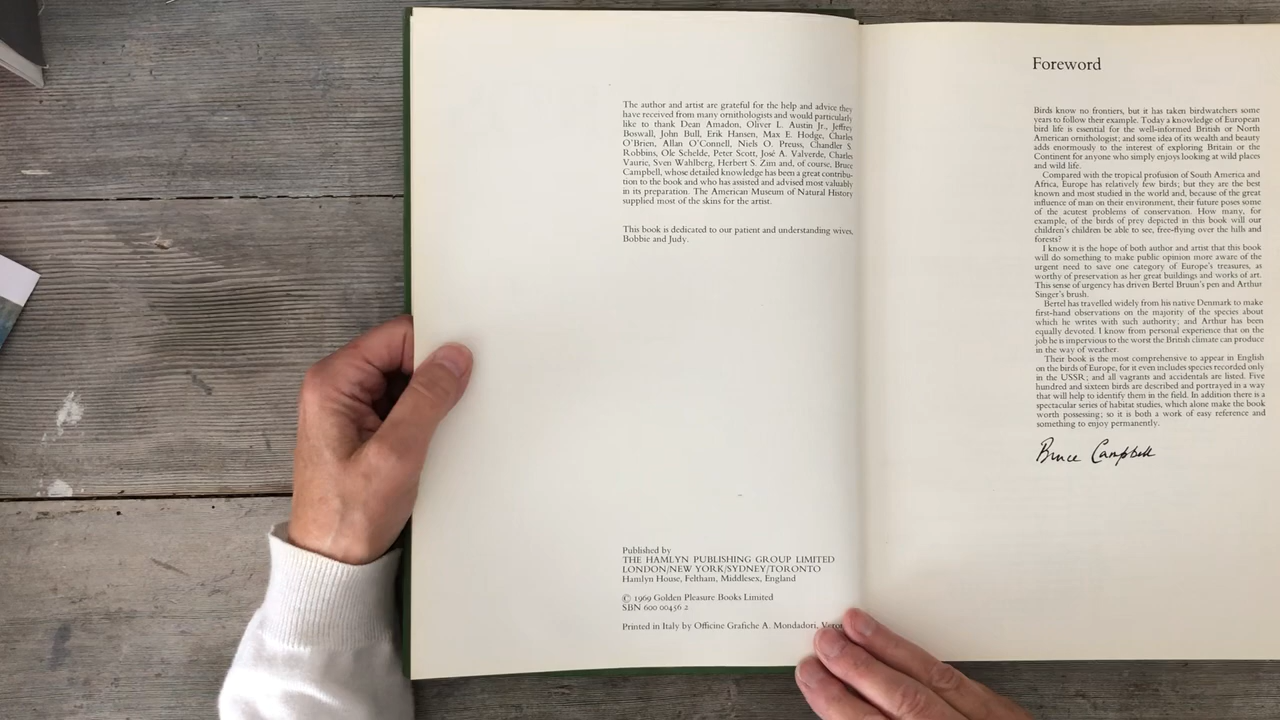 The author and artist are grateful for the help and advice they
have received from many ornithologists and would particularly
like to thank Dean Amadon, Oliver L. Austin Jr., Jeffrey
Boswall, John Bull, Erik Hansen, Max E. Hodge, Charles
O'Brien, Allan O'Connell, Niels O. Preuss, Chandler S.
Robbins, Ole Schelde, Peter Scott, José A. Valverde, Charles
Vaurie, Sven Wahlberg, Herbert S. Zim and, of course, Bruce
Campbell, whose detailed knowledge has been a great contribu-
tion to the book and who has assisted and advised most valuably
in its preparation. The American Museum of Natural History
supplied most of the skins for the artist.
This book is dedicated to our patient and understanding wives,
Bobbie and Judy.
Published by
THE HAMLYN PUBLISHING GROUP LIMITED
LONDON/NEW YORK/SYDNEY/TORONTO
Hamlyn House, Feltham, Middlesex, England
© 1969 Golden Pleasure Books Limited
SBN 600 00456 2
Printed in Italy by Officine Grafiche A. Mondadori,
Foreword
Birds know no frontiers, but it has taken birdwatchers some
years to follow their example. Today a knowledge of European
bird life is essential for the well-informed British or North
American ornithologist; and some idea of its wealth and beauty
adds enormously to the interest of exploring Britain or the
Continent for anyone who simply enjoys looking at wild places
and wild life.
Compared with the tropical profusion of South America and
Africa, Europe has relatively few birds; but they are the best
known and most studied in the world and, because of the great
influence of man on their environment, their future poses some
of the acutest problems of conservation. How many, for
example, of the birds of prey depicted in this book will our
children's children be able to see, free-flying over the hills and
forests?
I know it is the hope of both author and artist that this book
will do something to make public opinion more aware of the
urgent need to save one category of Europe's treasures, as
worthy of preservation as her great buildings and works of art.
This sense of urgency has driven Bertel Bruun's pen and Arthur
Singer's brush.
Bertel has travelled widely from his native Denmark to make
first-hand observations on the majority of the species about
which he writes with such authority; and Arthur has been
equally devoted. I know from personal experience that on the
job he is impervious to the worst the British climate can produce
in the way of weather.
Their book is the most comprehensive to appear in English
on the birds of Europe, for it even includes species recorded only
in the USSR; and all vagrants and accidentals are listed. Five
hundred and sixteen birds are described and portrayed in a way
that will help to identify them in the field. In addition there is a
spectacular series of habitat studies, which alone make the book
worth possessing; so it is both a work of easy reference and
something to enjoy permanently.
Bruce Campbell